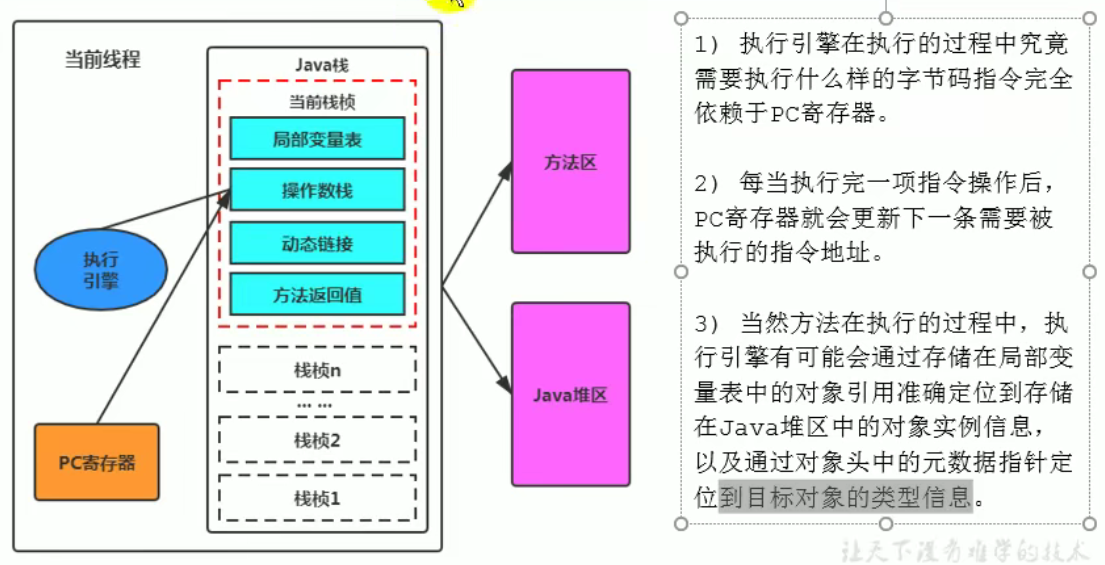 当前线程
Java栈
当前栈桢
局部变量表
操作数栈
动态链接
方法返回值
栈桢n
... ...
栈桢2
栈桢1
执行
引擎
PC寄存器
方法区
Java堆区
1) 执行引擎在执行的过程中究竟
需要执行什么样的字节码指令完全
依赖于PC寄存器。
2) 每当执行完一项指令操作后，
PC寄存器就会更新下一条需要被
执行的指令地址。
3) 当然方法在执行的过程中，执
行引擎有可能会通过存储在局部变
量表中的对象引用准确定位到存储
在Java堆区中的对象实例信息，
以及通过对象头中的元数据指针定
位到目标对象的类型信息。
让天下没有难学的技术